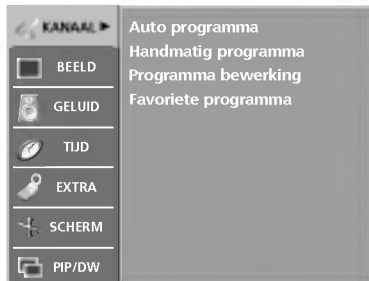 KANAAL
Auto programma
Handmatig programma
Programma bewerking
Favoriete programma
BEELD
GELUID
TIJD
EXTRA
SCHERM
PIP/DW